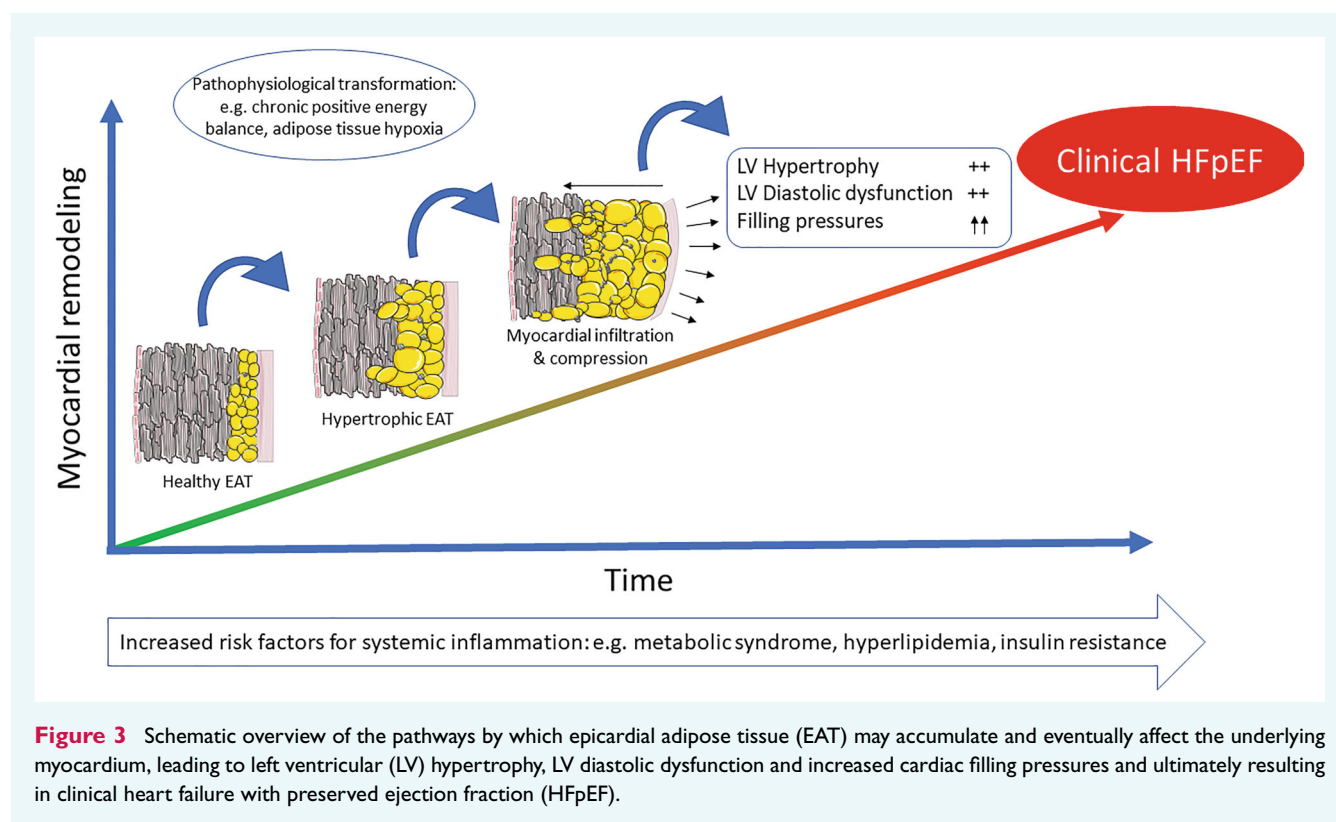 Pathophysiological transformation:
e.g. chronic positive energy
balance, adipose tissue hypoxia
Myocardial remodeling
LV Hypertrophy ++
LV Diastolic dysfunction ++
Filling pressures ↑↑
Clinical HFpEF
Myocardial infiltration
& compression
Hypertrophic EAT
Healthy EAT
Time
Increased risk factors for systemic inflammation: e.g. metabolic syndrome, hyperlipidemia, insulin resistance
Figure 3 Schematic overview of the pathways by which epicardial adipose tissue (EAT) may accumulate and eventually affect the underlying
myocardium, leading to left ventricular (LV) hypertrophy, LV diastolic dysfunction and increased cardiac filling pressures and ultimately resulting
in clinical heart failure with preserved ejection fraction (HFpEF).